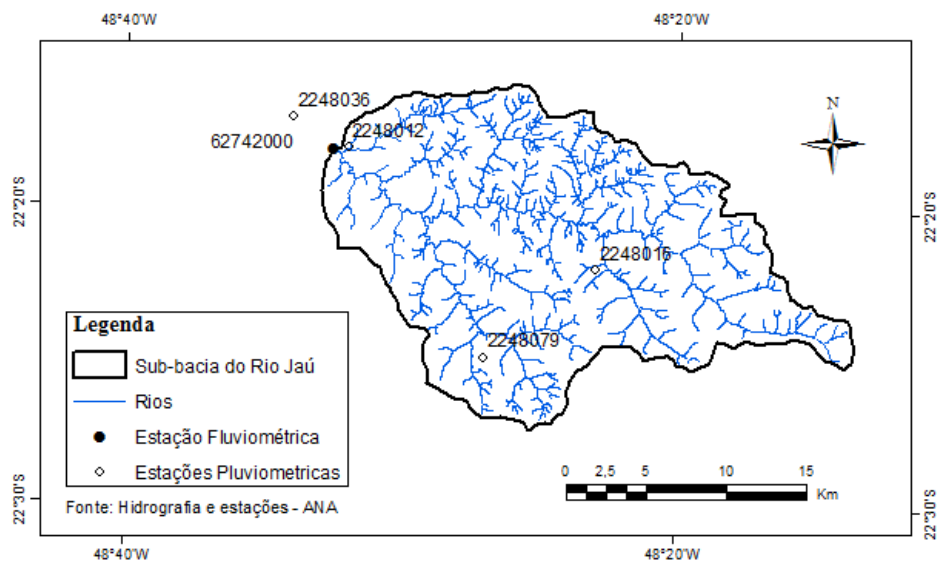 48°40'W
48°20'W
2248036
62742000
2248042
N
22°20'S
22°20'S
2248016
2248079
Legenda
Sub-bacia do Rio Jaú
Rios
Estação Fluviométrica
Estações Pluviometricas
Fonte: Hidrografia e estações - ANA
0 2,5 5 10 15
Km
22°30'S
22°30'S
48°40'W
48°20'W